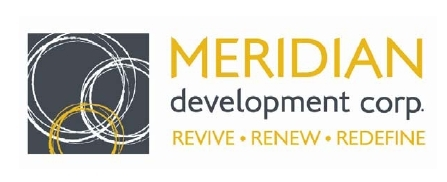 MERIDIAN
development corp.
REVIVE • RENEW • REDEFINE